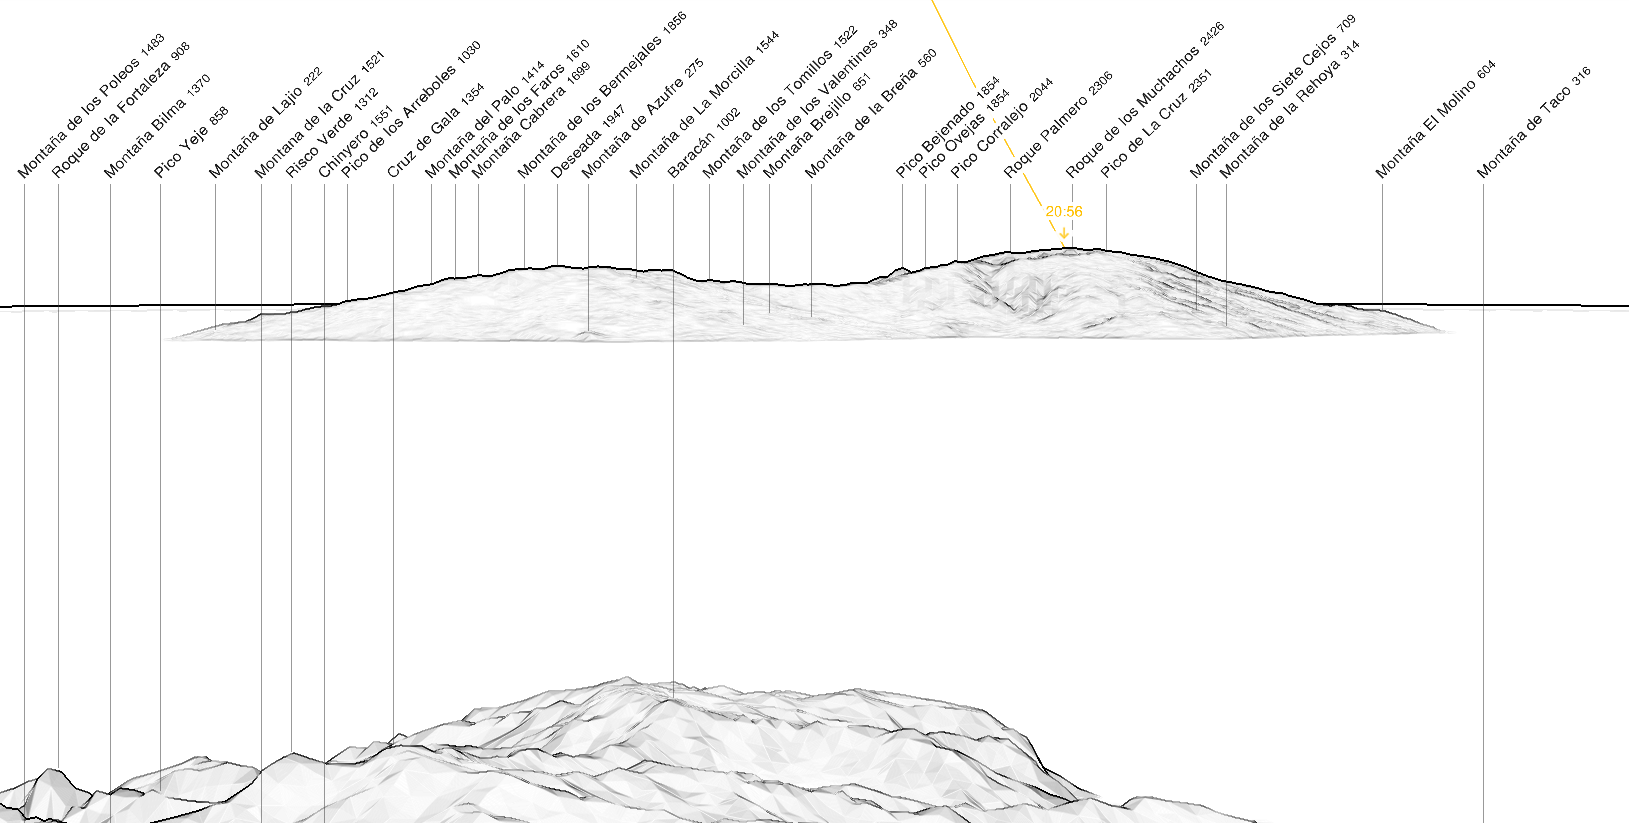 Montaña de los Poleos 1483
Roque de la Fortaleza 908
Montaña Bilma 1370
Pico Yeje 858
Montaña de Lajio 222
Montana de la Cruz 1521
Risco Verde 1312
Chinyero 1551
Pico de los Arreboles 1030
Cruz de Gala 1354
Montaña del Palo 1414
Montaña de los Faros 1610
Montaña Cabrera 1699
Montaña de los Bermejales 1856
Deseada 1947
Montaña de Azufre 275
Montaña de La Morcilla 1544
Baracán 1002
Montaña de los Tomillos 1522
Montaña de los Valentines 348
Montaña Brejillo 651
Montaña de la Breña 560
Pico Bejenado 1854
Pico Ovejas 1854
Pico Corralejo 2044
Roque Palmero 2306
Roque de los Muchachos 2426
Pico de La Cruz 2351
Montaña de los Siete Cejos 709
Montaña de la Rehoya 314
Montaña El Molino 604
Montaña de Taco 316
20:56